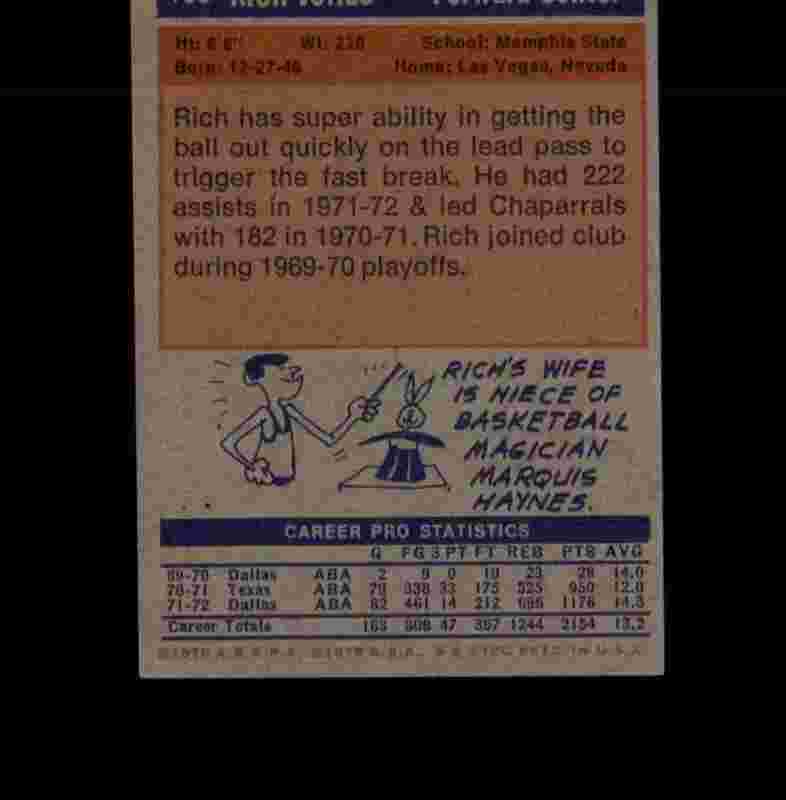 Rich
Forward-Center
Ht: 6'6" Wt: 220 School: Memphis State
Born: 12-27-46 Home: Las Vegas, Nevada
Rich has super ability in getting the
ball out quickly on the lead pass to
trigger the fast break. He had 222
assists in 1971-72 & led Chaparrals
with 182 in 1970-71. Rich joined club
during 1969-70 playoffs.
RICH'S WIFE
IS NIECE OF
BASKETBALL
MAGICIAN
MARQUIS
HAYNES.
CAREER PRO STATISTICS
G FG 3 PT FT REB PTS AVG
69-70 Dallas ABA 2 9 0 10 23 28 14.0
70-71 Texas ABA 79 338 33 175 525 950 12.0
71-72 Dallas ABA 82 461 14 212 696 1176 14.3
Career Totals 163 808 47 397 1244 2154 13.2